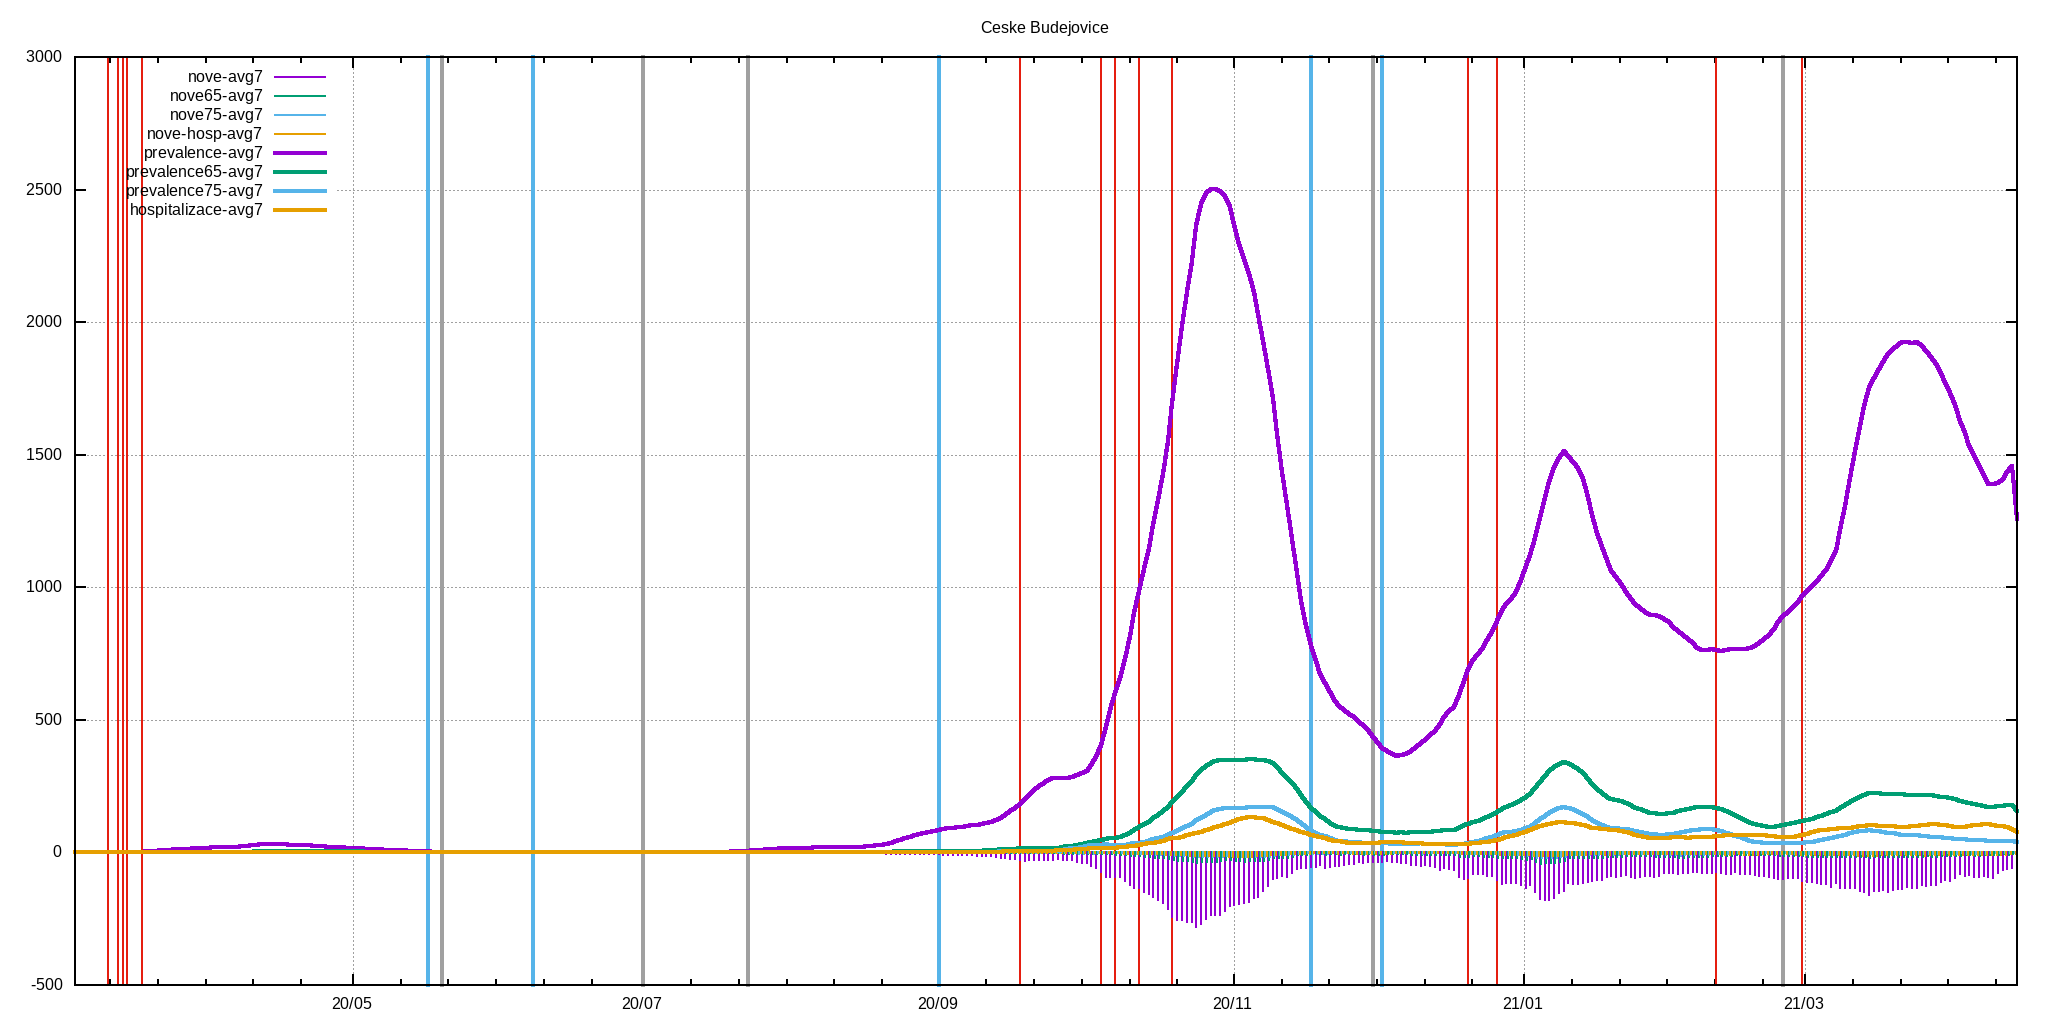 Ceske Budejovice
3000
2500
2000
1500
1000
500
0
-500
nove-avg7
nove65-avg7
nove75-avg7
nove-hosp-avg7
prevalence-avg7
prevalence65-avg7
prevalence75-avg7
hospitalizace-avg7
20/05
20/07
20/09
20/11
21/01
21/03